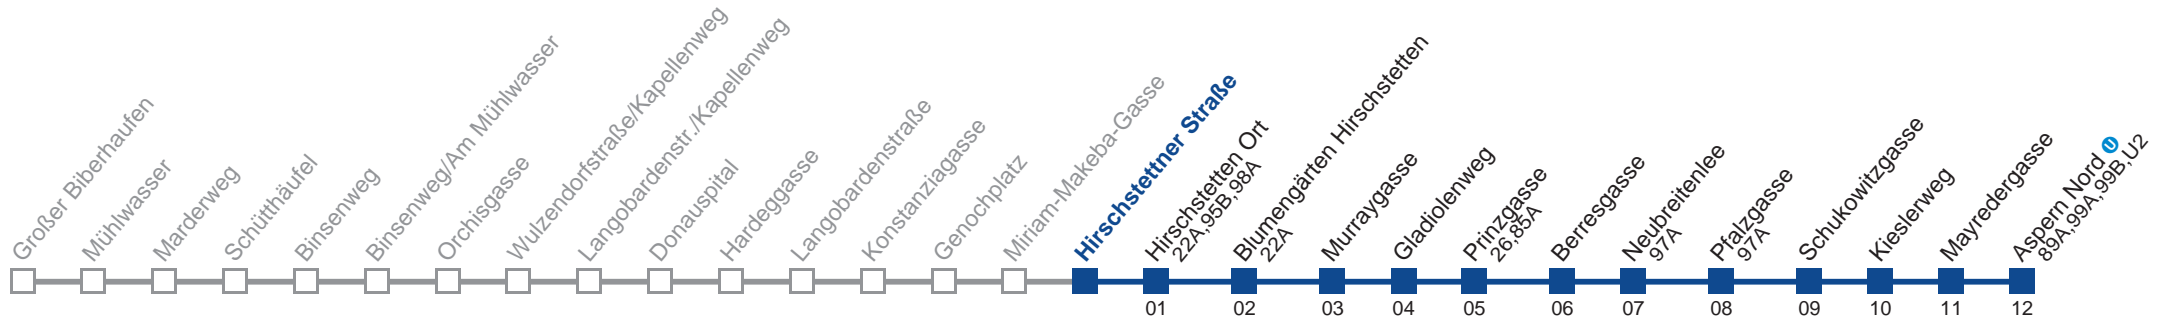 Großer Biberhaufen
Mühlwasser
Marderweg
Schütthäufel
Binsenweg
Binsenweg/Am Mühlwasser
Orchisgasse
Wulzendorfstraße/Kapellenweg
Langobardenstr./Kapellenweg
Donauspital
Hardeggasse
Langobardenstraße
Konstanziagasse
Genochplatz
Miriam-Makeba-Gasse
Hirschstettner Straße
Hirschstetten Ort
22A,95B,98A
01
Blumengärten Hirschstetten
22A
02
Murraygasse
03
Gladiolenweg
04
Prinzgasse
26,85A
05
Berresgasse
06
Neubreitenlee
97A
07
Pfalzgasse
97A
08
Schukowitzgasse
09
Kieslerweg
10
Mayredergasse
11
Aspern Nord U
89A,99A,99B,U2
12